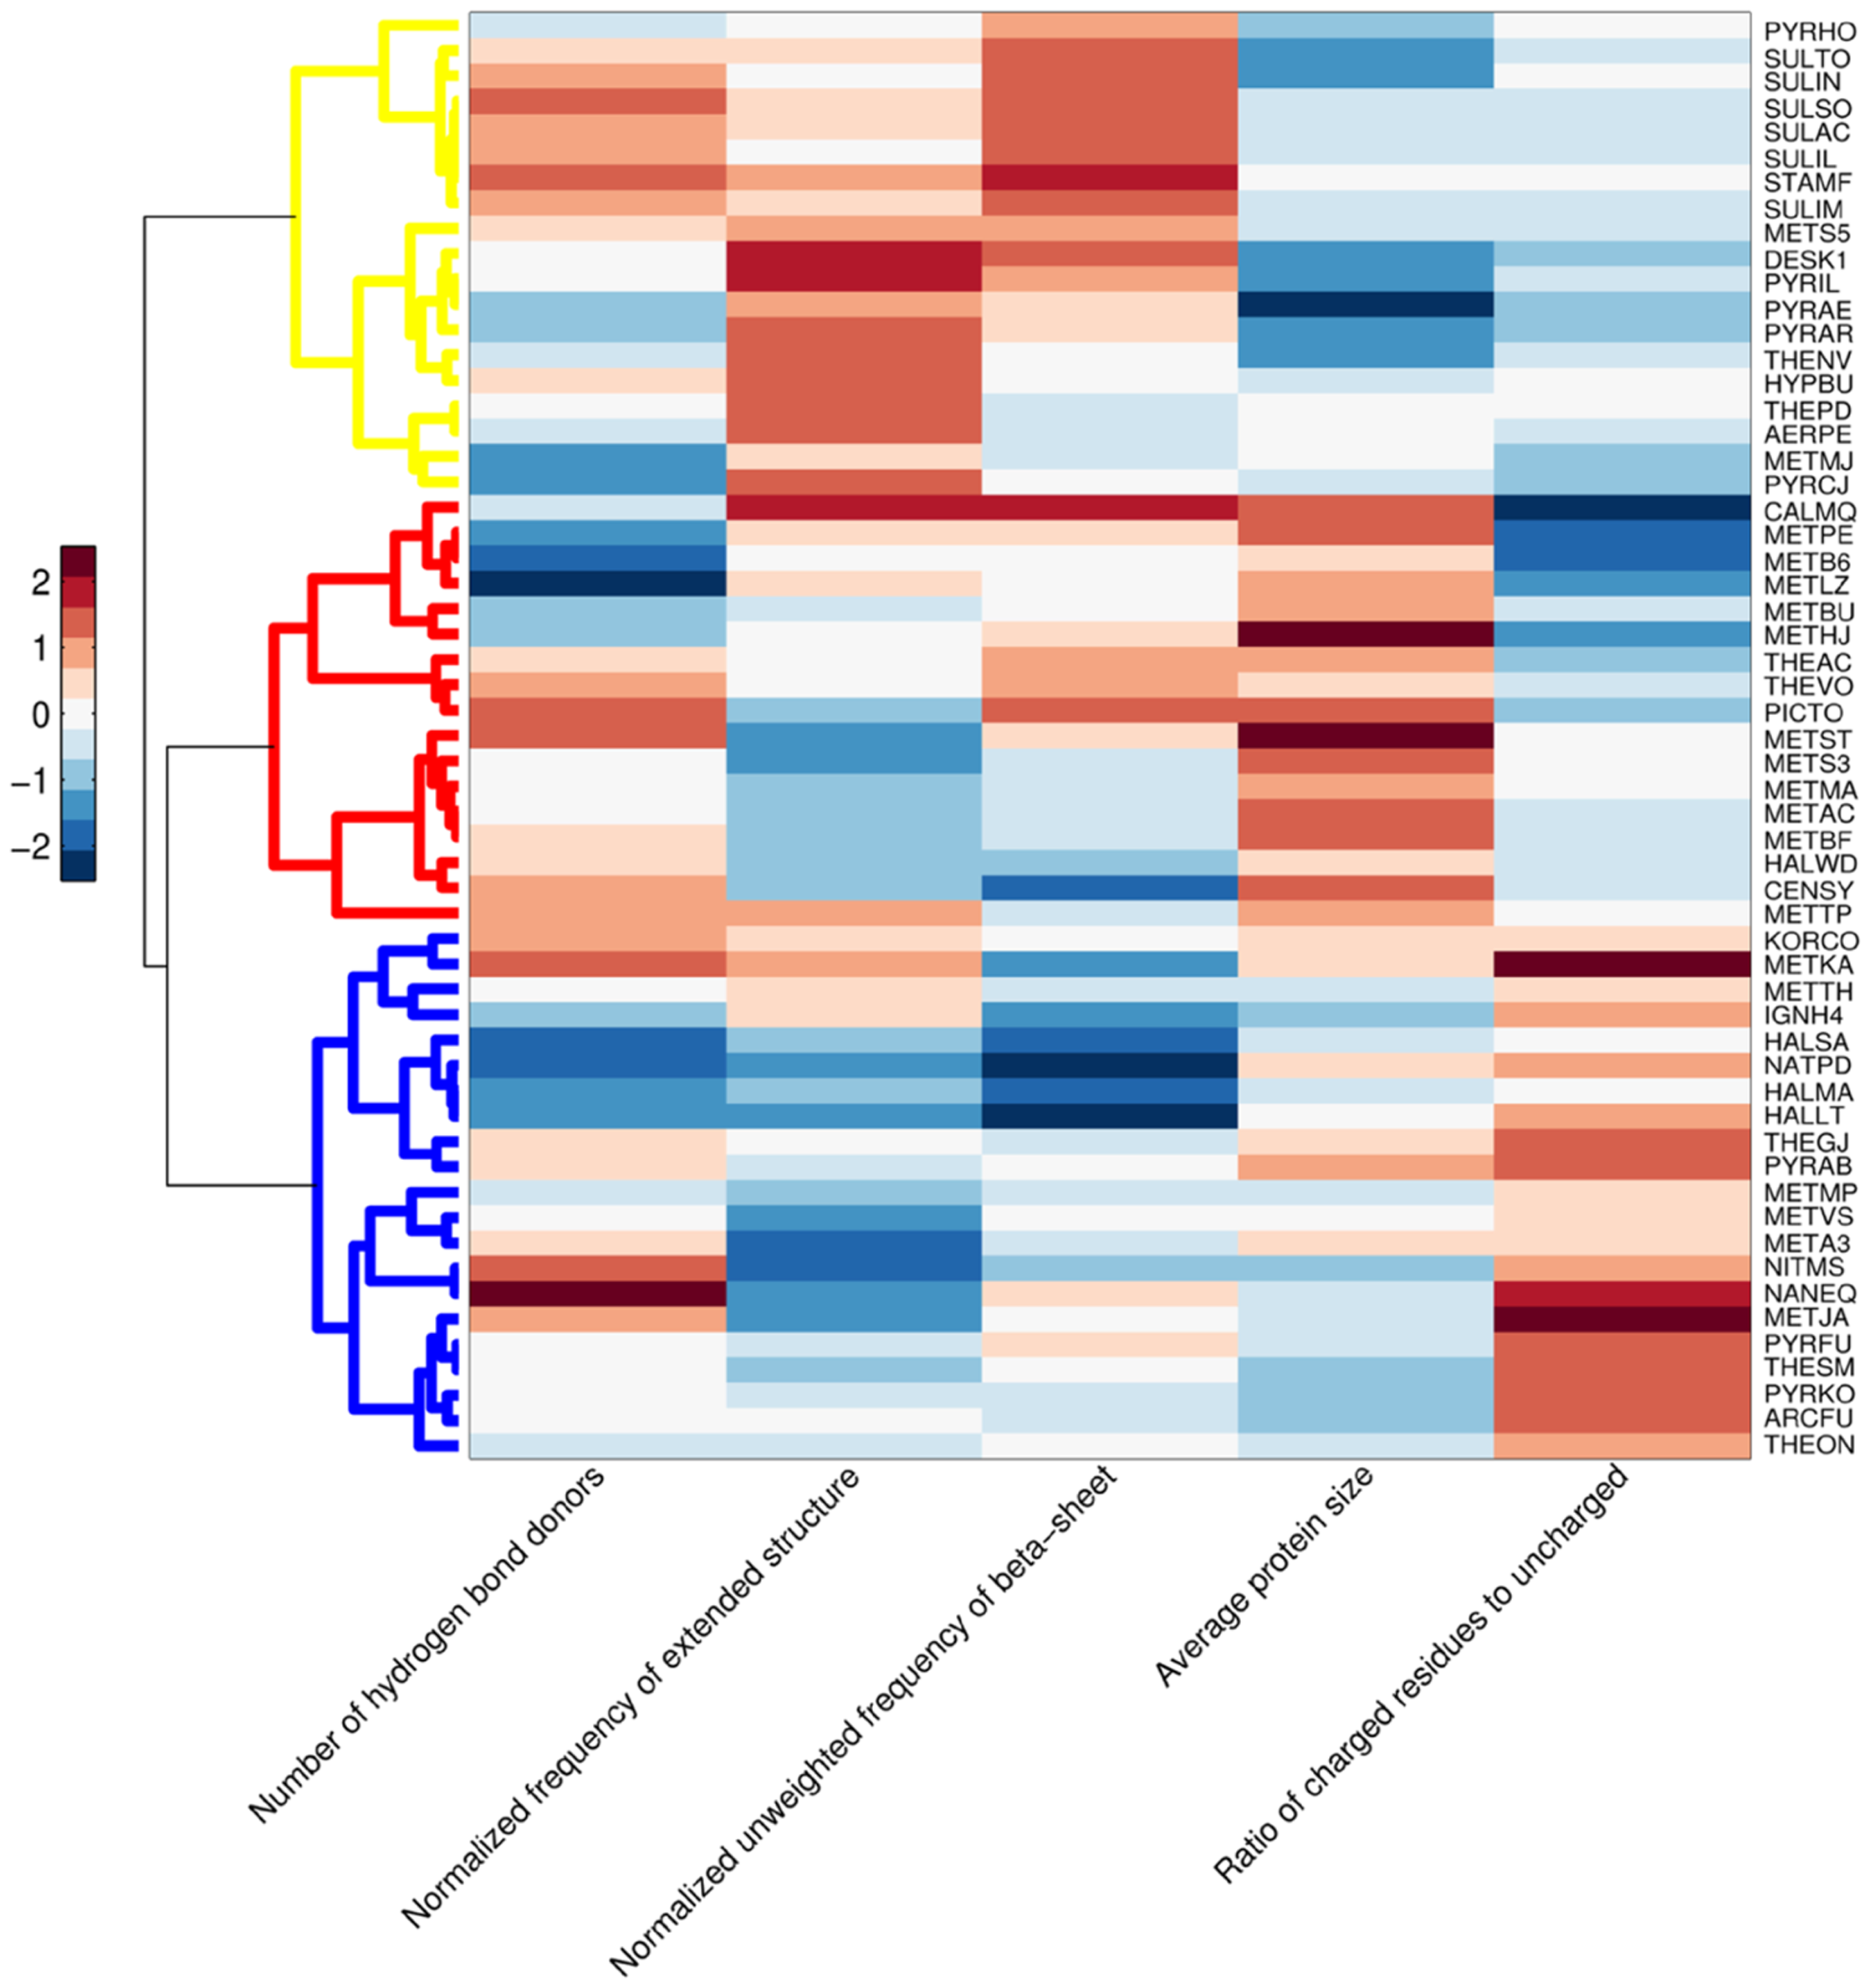 PYRHO
SULTO
SULIN
SULSO
SULAC
SULIL
STAMF
SULIM
METS5
DESK1
PYRIL
PYRAE
PYRAR
THENV
HYPBU
THEPD
AERPE
METMJ
PYRCJ
CALMQ
METPE
METB6
METLZ
METBU
METHJ
THEAC
THEVO
PICTO
METST
METS3
METMA
METAC
METBF
HALWD
CENSY
METTP
KORCO
METKA
METTH
IGNH4
HALSA
NATPD
HALMA
HALLT
THEGJ
PYRAB
METMP
METVS
META3
NITMS
NANEQ
METJA
PYRFU
THESM
PYRKO
ARCFU
THEON
2
1
0
−1
−2
Number of hydrogen bond donors
Normalized frequency of extended structure
Normalized unweighted frequency of beta−sheet
Average protein size
Ratio of charged residues to uncharged